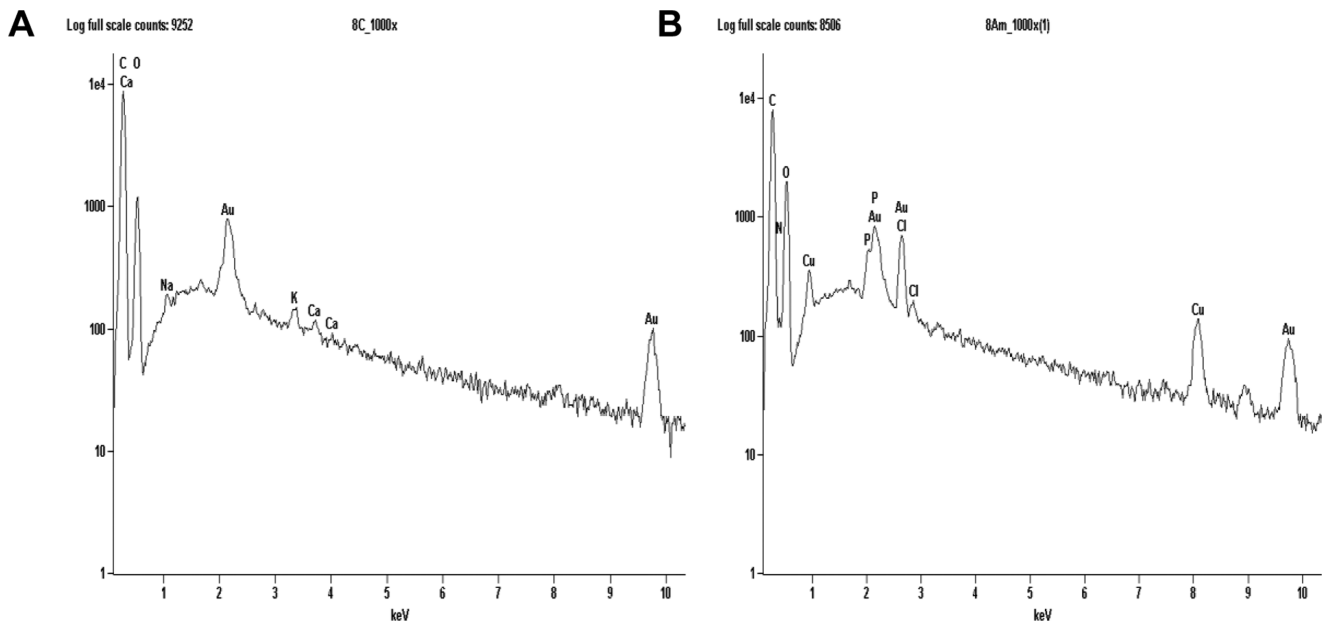 A
Log full scale counts: 9252
8C_1000x
C O
Ca
1e4
1000
Au
Na
K
Ca
Ca
100
Au
10
1
1 2 3 4 5 6 7 8 9 10
keV
B
Log full scale counts: 8506
8Am_1000x(1)
1e4
C
O
P
Au
1000
N
Au
Cl
P
Cu
Cl
100
Cu
Au
10
1
1 2 3 4 5 6 7 8 9 10
keV